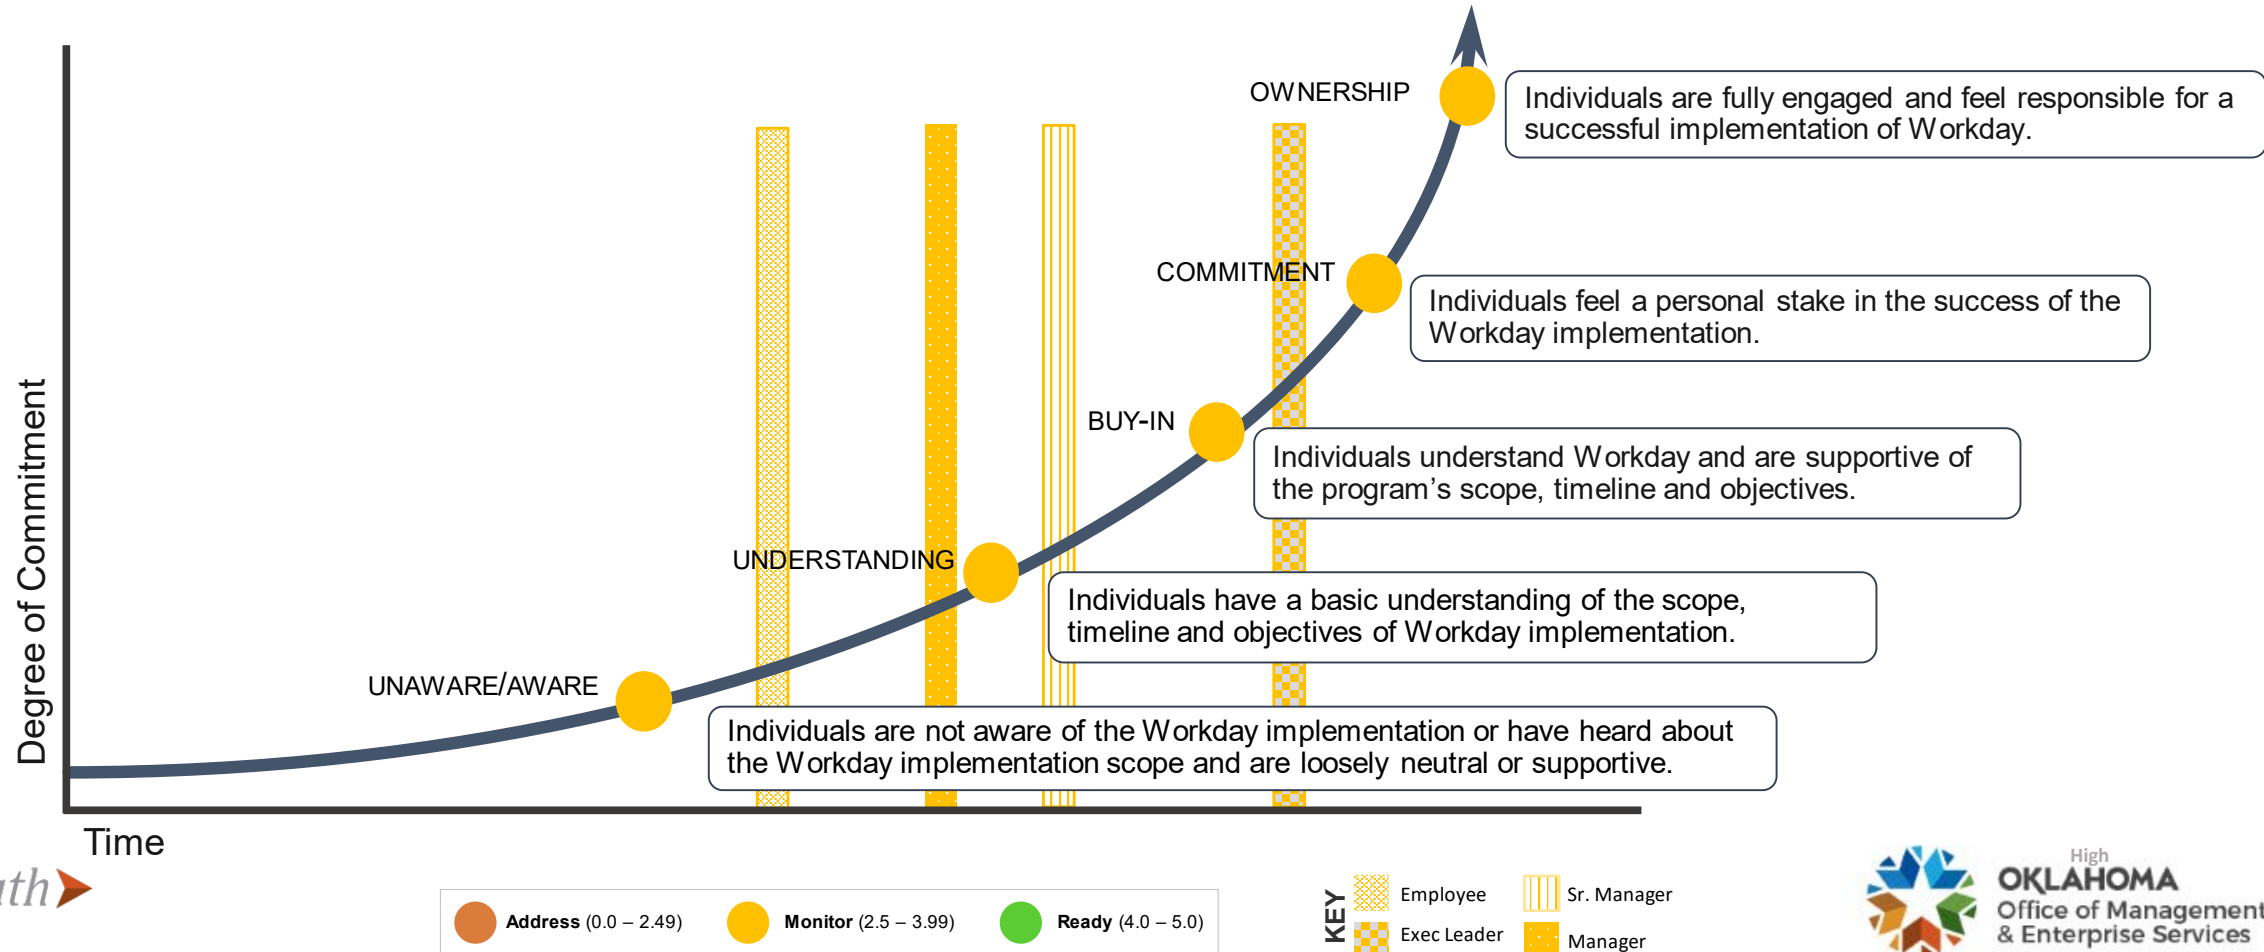 OWNERSHIP
Individuals are fully engaged and feel responsible for a
successful implementation of Workday.
COMMITMENT
Individuals feel a personal stake in the success of the
Workday implementation.
BUY-IN
Individuals understand Workday and are supportive of
the program’s scope, timeline and objectives.
UNDERSTANDING
Individuals have a basic understanding of the scope,
timeline and objectives of Workday implementation.
UNAWARE/AWARE
Individuals are not aware of the Workday implementation or have heard about
the Workday implementation scope and are loosely neutral or supportive.
Degree of Commitment
Time
Address (0.0 – 2.49)
Monitor (2.5 – 3.99)
Ready (4.0 – 5.0)
KEY
Employee
Sr. Manager
Exec Leader
Manager
High
OKLAHOMA
Office of Management
& Enterprise Services